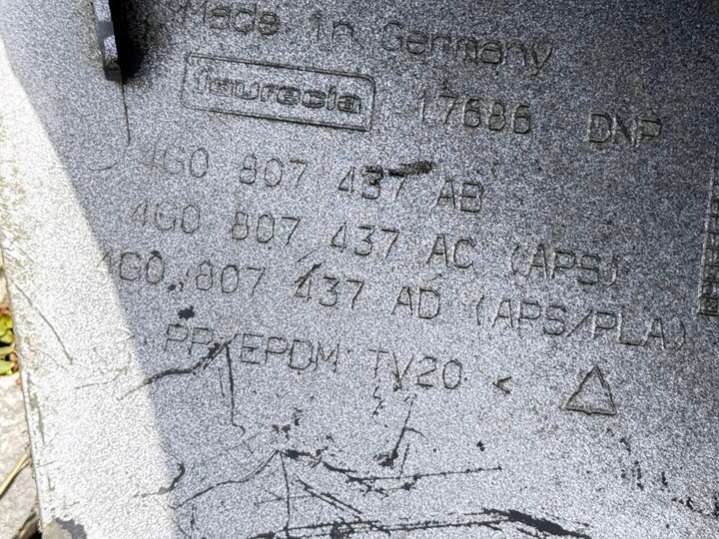 Made in Germany
faurecia 17686 DNP
4G0 807 437 AB
4G0 807 437 AC (APS)
4G0 807 437 AD (APS/PLA)
PP/EPDM TV20 <